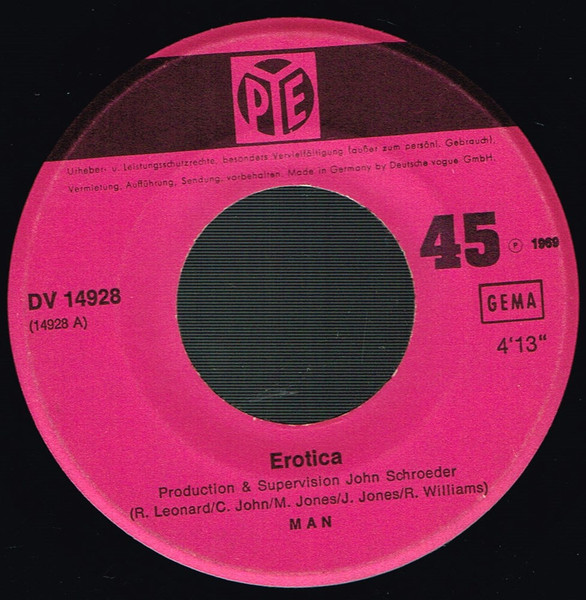 PYE
Urheber- u. Leistungsschutzrechte, besonders Vervielfältigung (außer zum persönl. Gebrauch),
Vermietung, Aufführung, Sendung, vorbehalten. Made in Germany by Deutsche-vogue GmbH.
45 ℗ 1969
DV 14928
(14928 A)
GEMA
4'13"
Erotica
Production & Supervision John Schroeder
(R. Leonard/C. John/M. Jones/J. Jones/R. Williams)
MAN